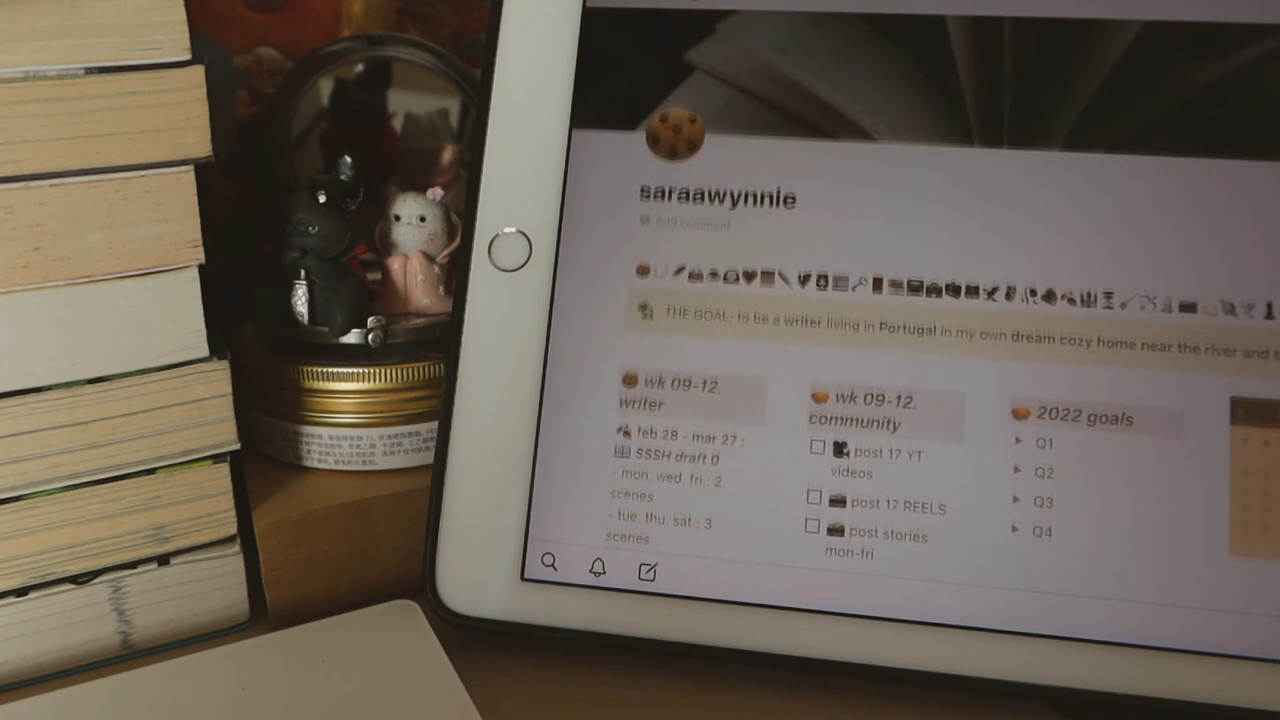 saraawynnie
Add comment
THE GOAL: to be a writer living in Portugal in my own dream cozy home near the river and
wk 09-12.
writer
feb 28 - mar 27 :
SSSH draft 0
- mon. wed. fri.: 2
scenes
- tue. thu. sat.: 3
scenes
wk 09-12.
community
post 17 YT
videos
post 17 REELS
post stories
mon-fri
2022 goals
Q1
Q2
Q3
Q4